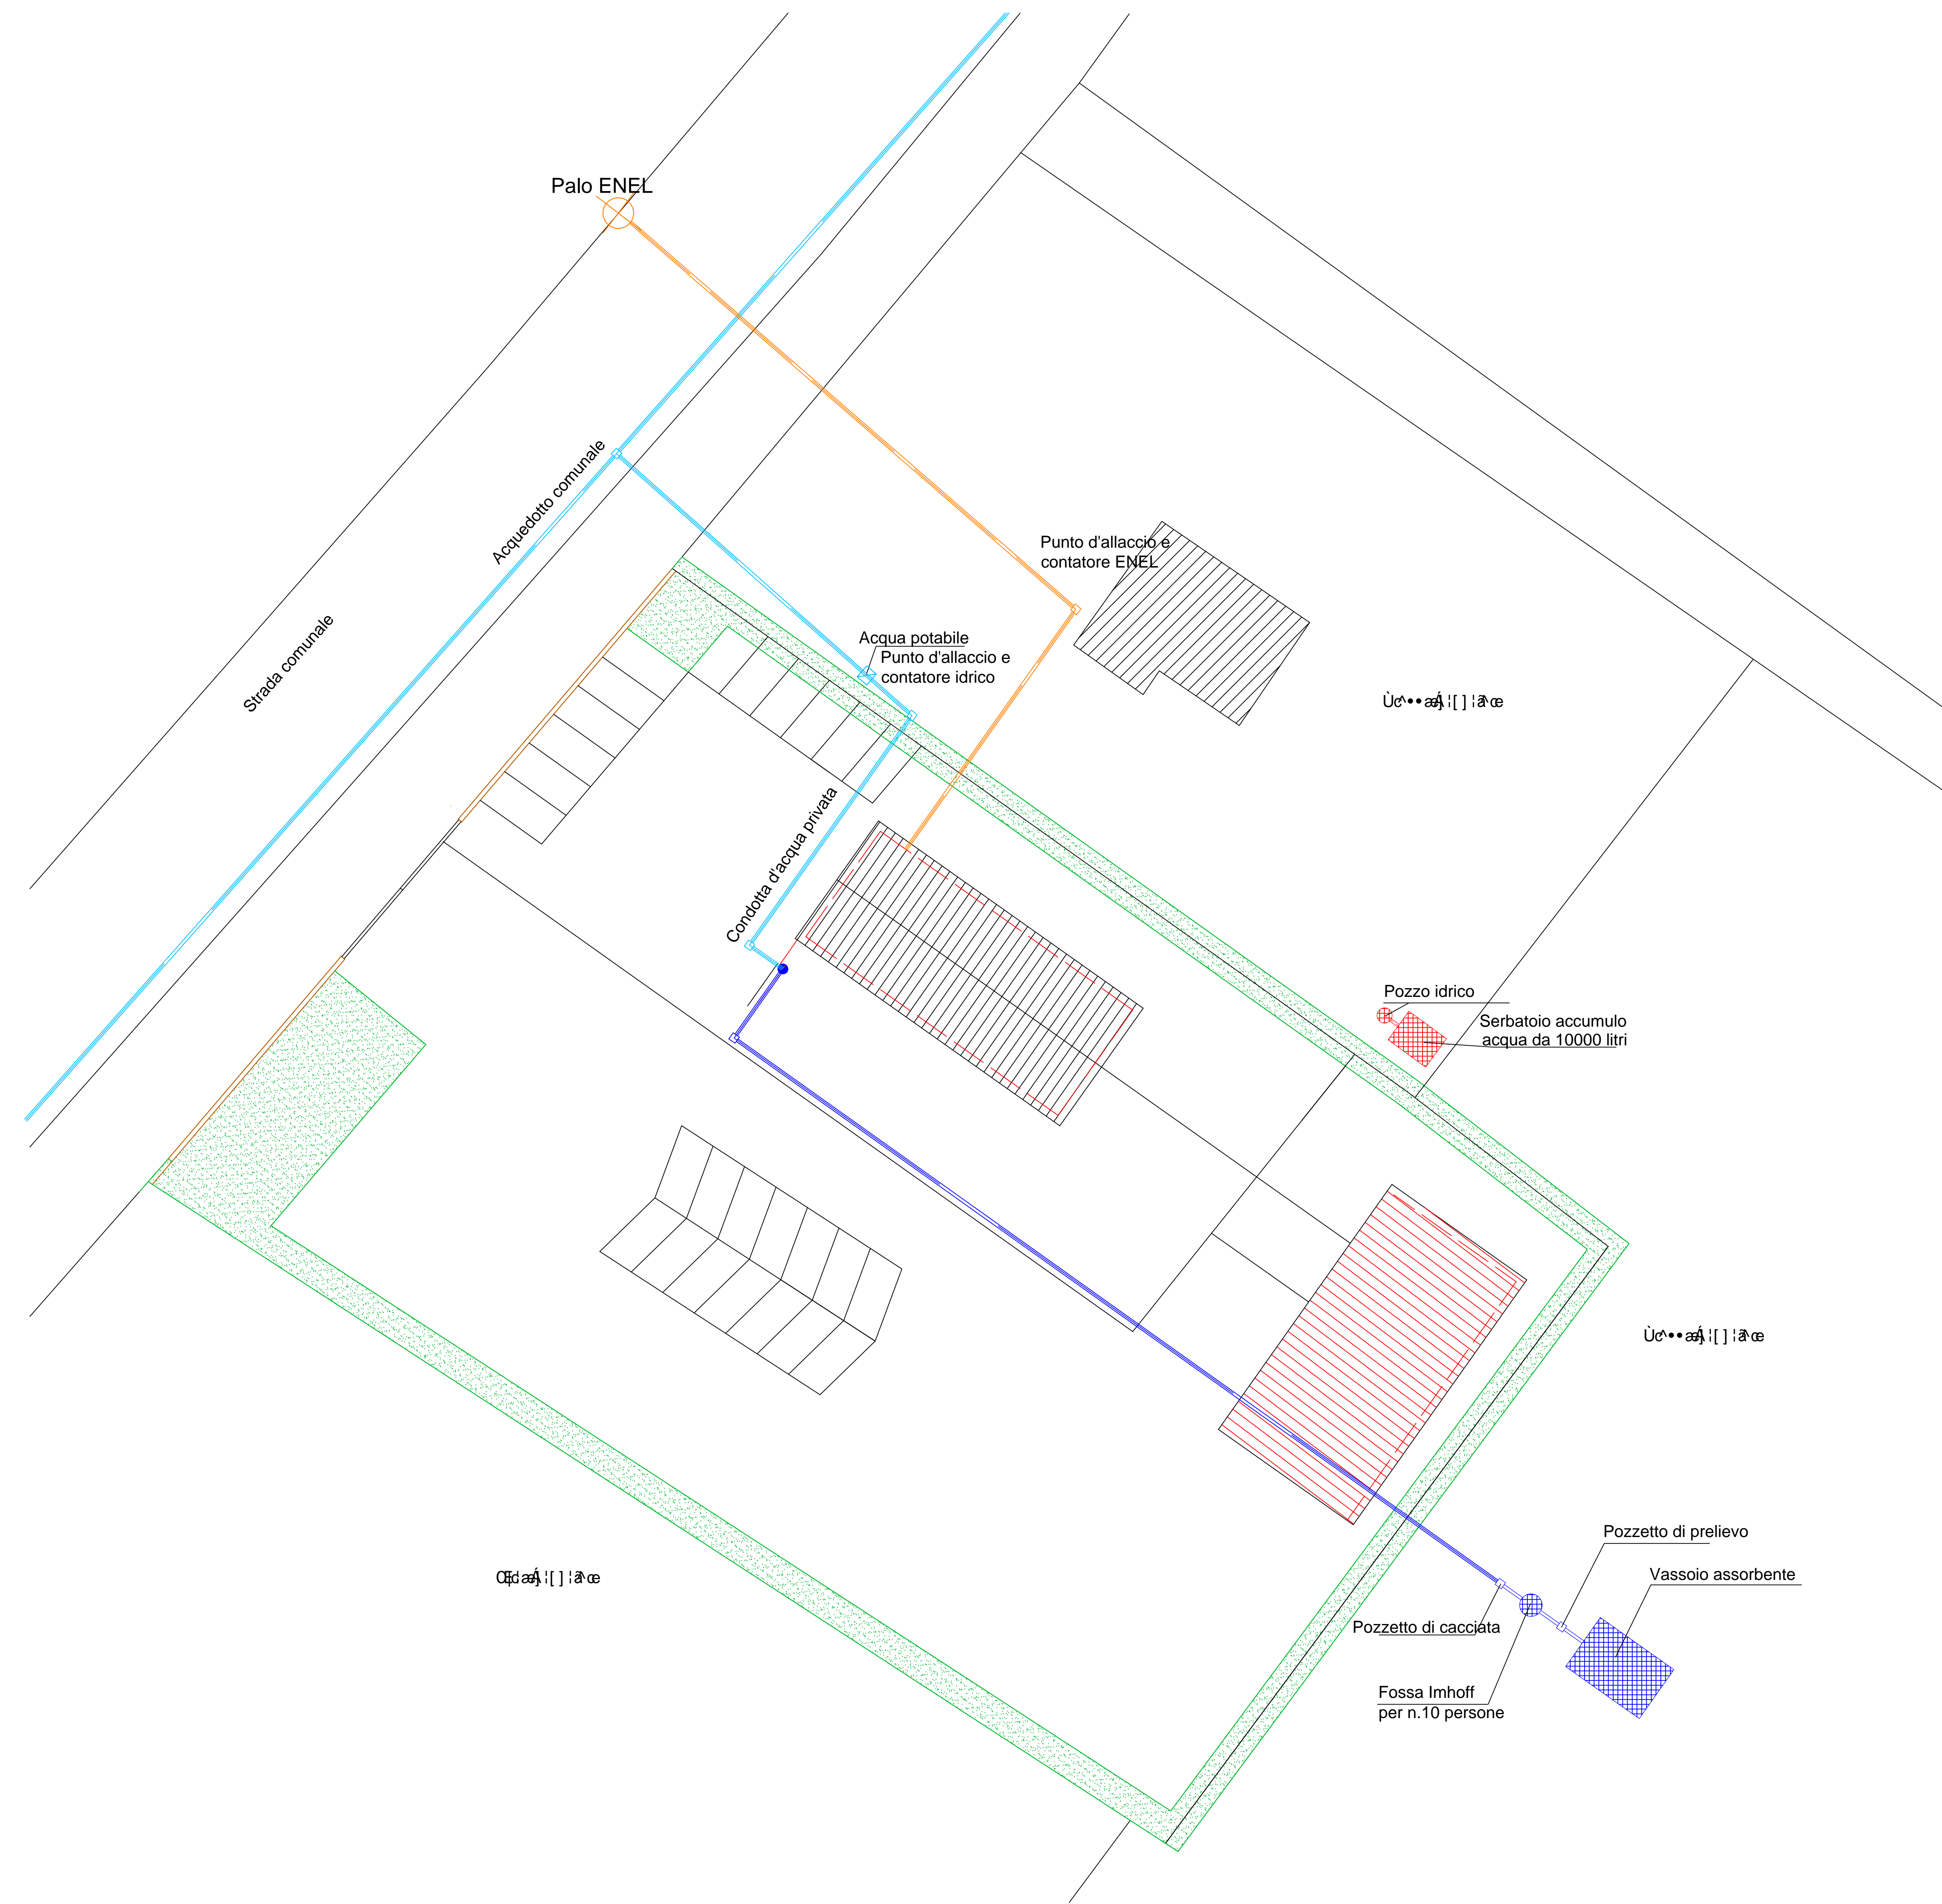 Palo ENEL
Acquedotto comunale
Strada comunale
Punto d'allaccio e
contatore ENEL
Acqua potabile
Punto d'allaccio e
contatore idrico
Condotta d'acqua privata
Pozzo idrico
Serbatoio accumulo
acqua da 10000 litri
Pozzetto di prelievo
Vassoio assorbente
Pozzetto di cacciata
Fossa Imhoff
per n.10 persone